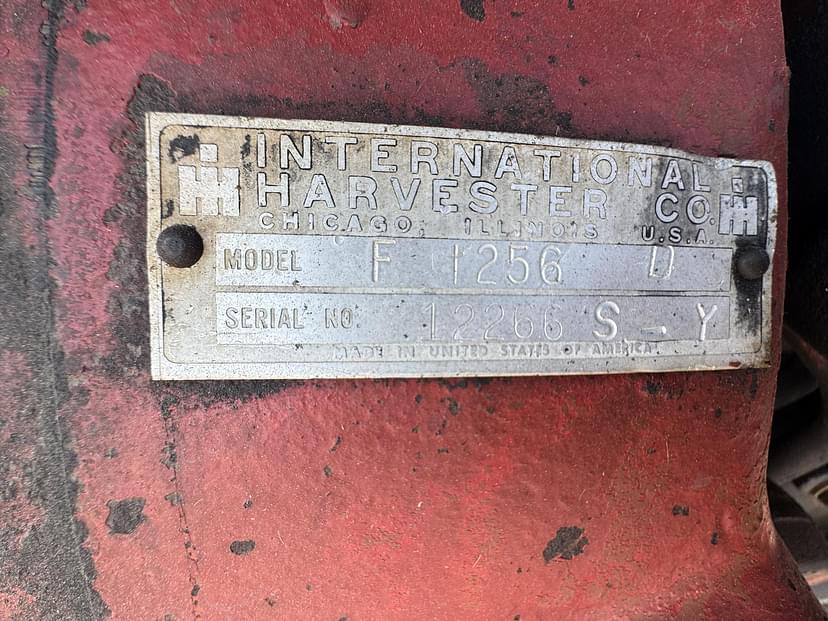 INTERNATIONAL
HARVESTER CO.
CHICAGO, ILLINOIS U.S.A.
MODEL F 1256 D
SERIAL NO. 12266 S-Y
MADE IN UNITED STATES OF AMERICA